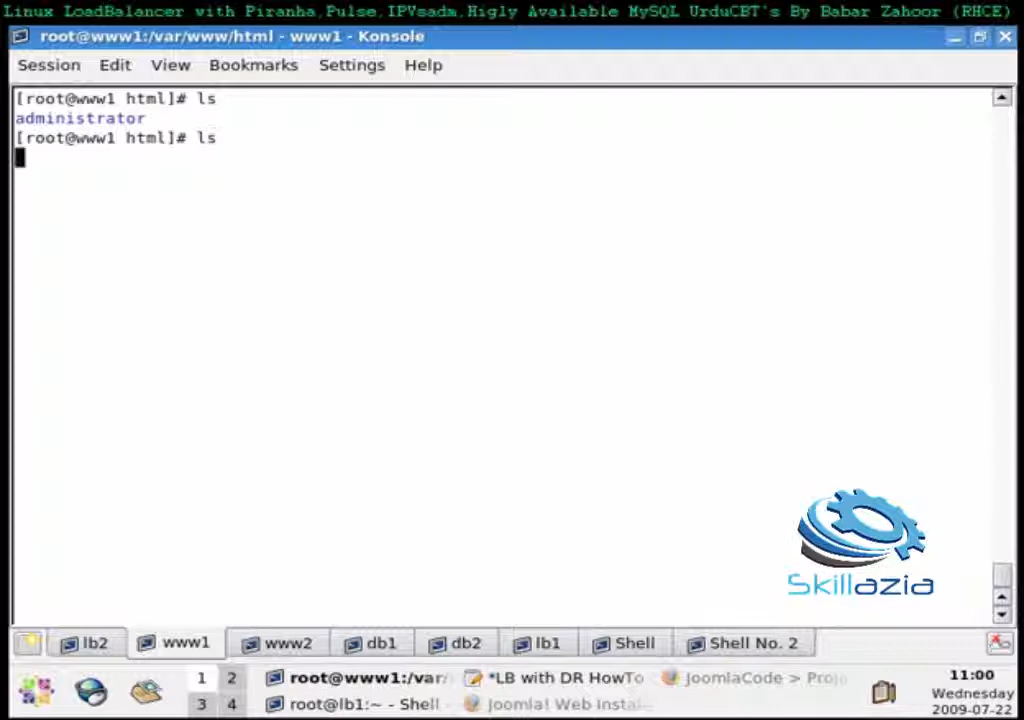 Linux LoadBalancer with Piranha,Pulse,IPVsadm,Higly Available MySQL UrduCBT's By Babar Zahoor (RHCE)
root@www1:/var/www/html - www1 - Konsole
Session Edit View Bookmarks Settings Help
[root@www1 html]# ls
administrator
[root@www1 html]# ls
Skillazia
lb2 www1 www2 db1 db2 lb1 Shell Shell No. 2
1 2 root@www1:/var/ *LB with DR HowTo JoomlaCode > Proje
3 4 root@lb1:~ - Shell Joomla! Web Instal
11:00
Wednesday
2009-07-22